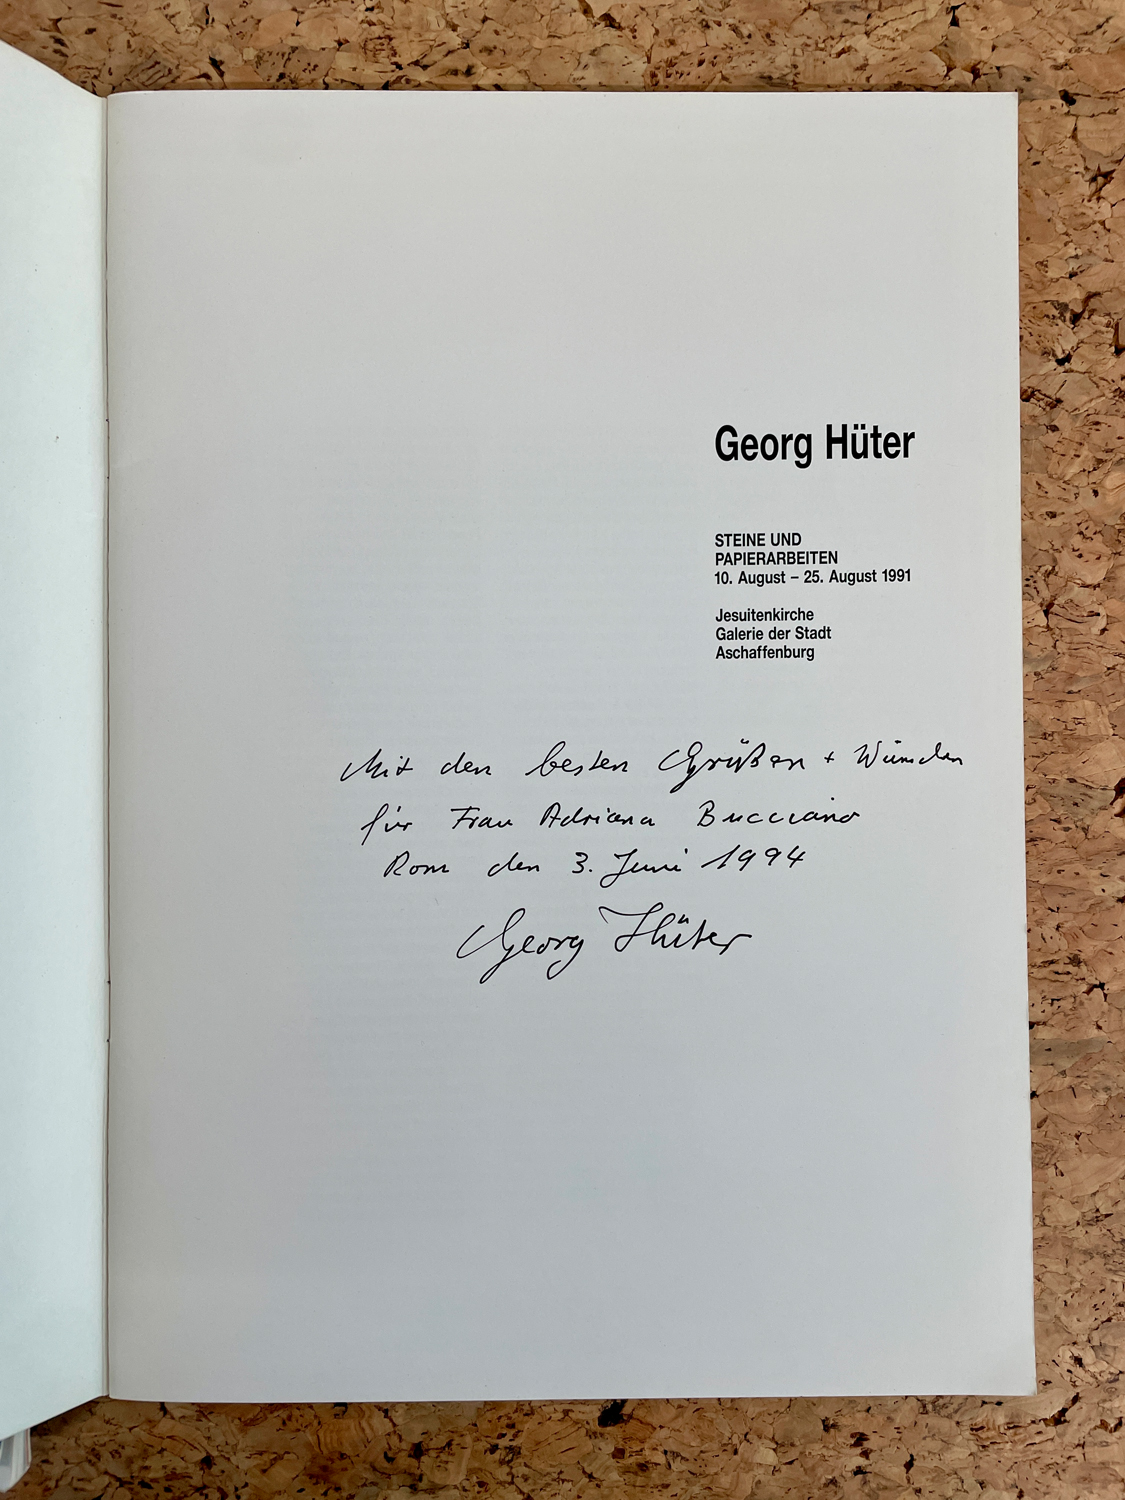 Georg Hüter
STEINE UND
PAPIERARBEITEN
10. August – 25. August 1991
Jesuitenkirche
Galerie der Stadt
Aschaffenburg
Mit den besten Grüßen +
für Frau Adriana Bucciano
Rom den 3. Juni 1994
Georg Hüter